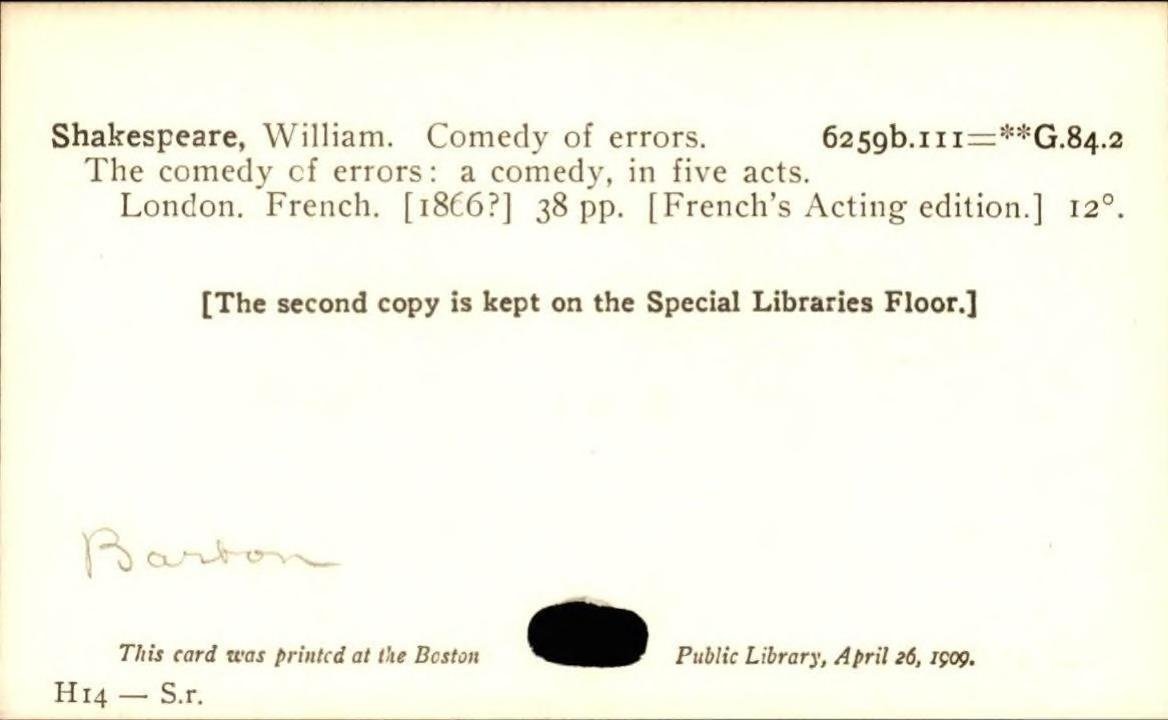 Shakespeare, William. Comedy of errors. 6259b.111=**G.84.2
The comedy of errors: a comedy, in five acts.
London. French. [1866?] 38 pp. [French's Acting edition.] 12°.
[The second copy is kept on the Special Libraries Floor.]
Barton
This card was printed at the Boston Public Library, April 26, 1909.
H14 — S.r.